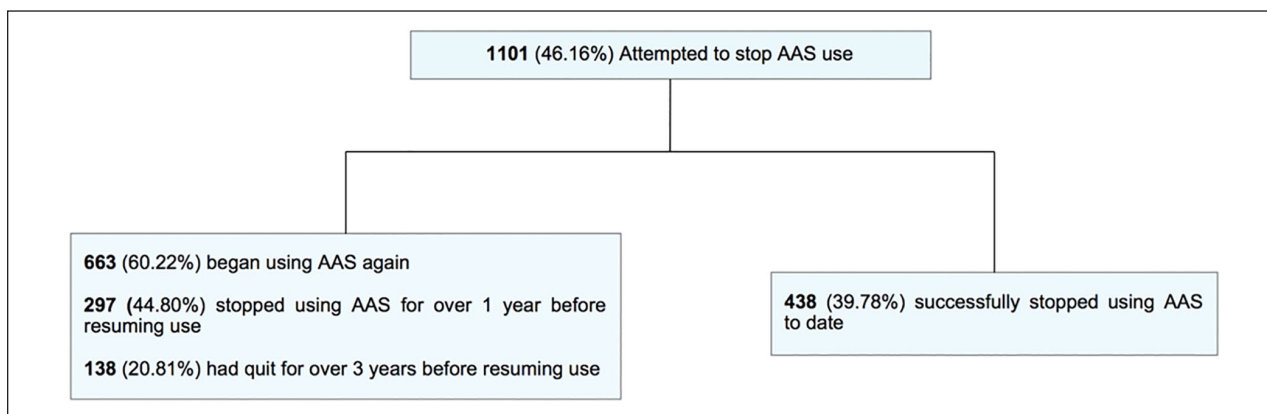 1101 (46.16%) Attempted to stop AAS use
663 (60.22%) began using AAS again
297 (44.80%) stopped using AAS for over 1 year before
resuming use
138 (20.81%) had quit for over 3 years before resuming use
438 (39.78%) successfully stopped using AAS
to date